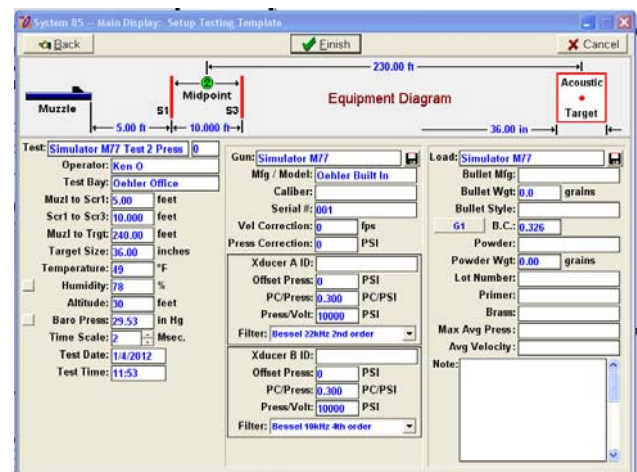 System 85 -- Main Display: Setup Testing Template
Back
Finish
Cancel
230.00 ft
2
Midpoint
Acoustic
Muzzle
S1
S3
Equipment Diagram
Target
5.00 ft
10.000 ft
36.00 in
Test: Simulator M77 Test 2 Press 0
Operator: Ken O
Test Bay: Oehler Office
Muzl to Scr1: 5.00 feet
Scr1 to Scr3: 10.000 feet
Muzl to Trgt: 240.00 feet
Target Size: 36.00 inches
Temperature: 49 °F
Humidity: 78 %
Altitude: 30 feet
Baro Press: 29.53 in Hg
Time Scale: 2 Msec.
Test Date: 1/4/2012
Test Time: 11:53
Gun: Simulator M77
Mfg / Model: Oehler Built In
Caliber:
Serial #: 001
Vel Correction: 0 fps
Press Correction: 0 PSI
Xducer A ID:
Offset Press: 0 PSI
PC/Press: 0.300 PC/PSI
Press/Volt: 10000 PSI
Filter: Bessel 22kHz 2nd order
Xducer B ID:
Offset Press: 0 PSI
PC/Press: 0.300 PC/PSI
Press/Volt: 10000 PSI
Filter: Bessel 19kHz 4th order
Load: Simulator M77
Bullet Mfg:
Bullet Wgt: 0.0 grains
Bullet Style:
G1 B.C.: 0.326
Powder:
Powder Wgt: 0.00 grains
Lot Number:
Primer:
Brass:
Max Avg Press:
Avg Velocity:
Note: